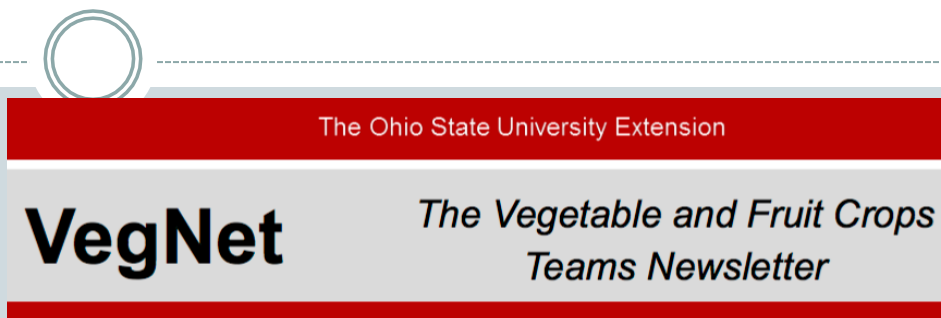 The Ohio State University Extension
VegNet
The Vegetable and Fruit Crops
Teams Newsletter